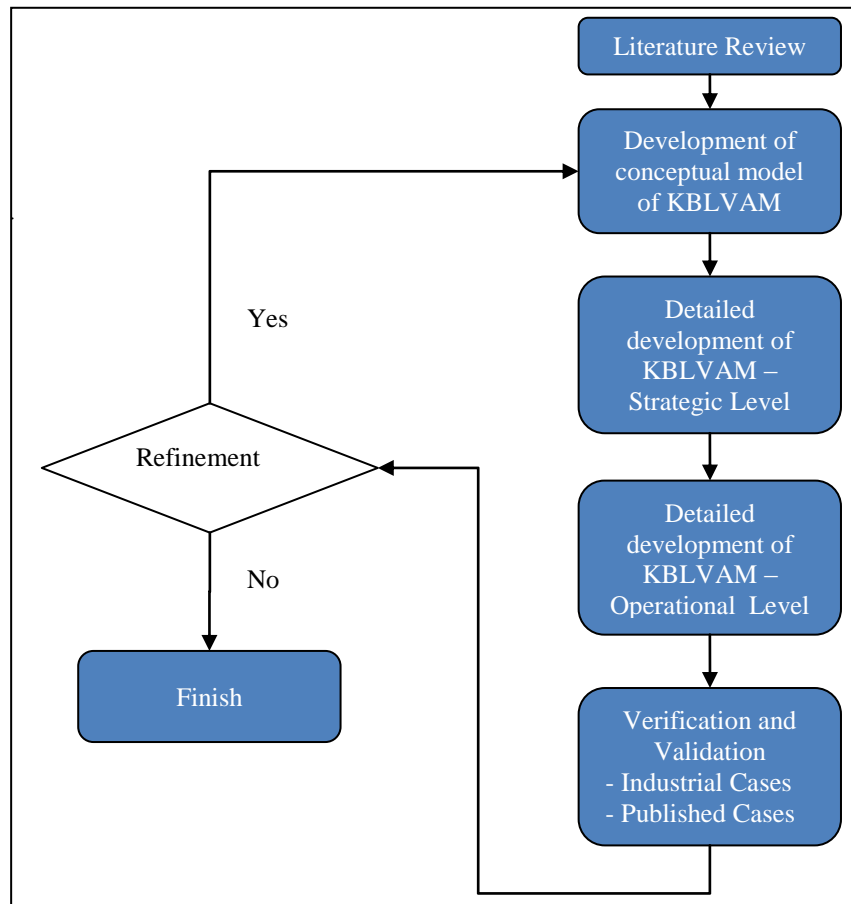 Literature Review
Development of
conceptual model
of KBLVAM
Detailed
development of
KBLVAM –
Strategic Level
Detailed
development of
KBLVAM –
Operational Level
Verification and
Validation
- Industrial Cases
- Published Cases
Yes
Refinement
No
Finish